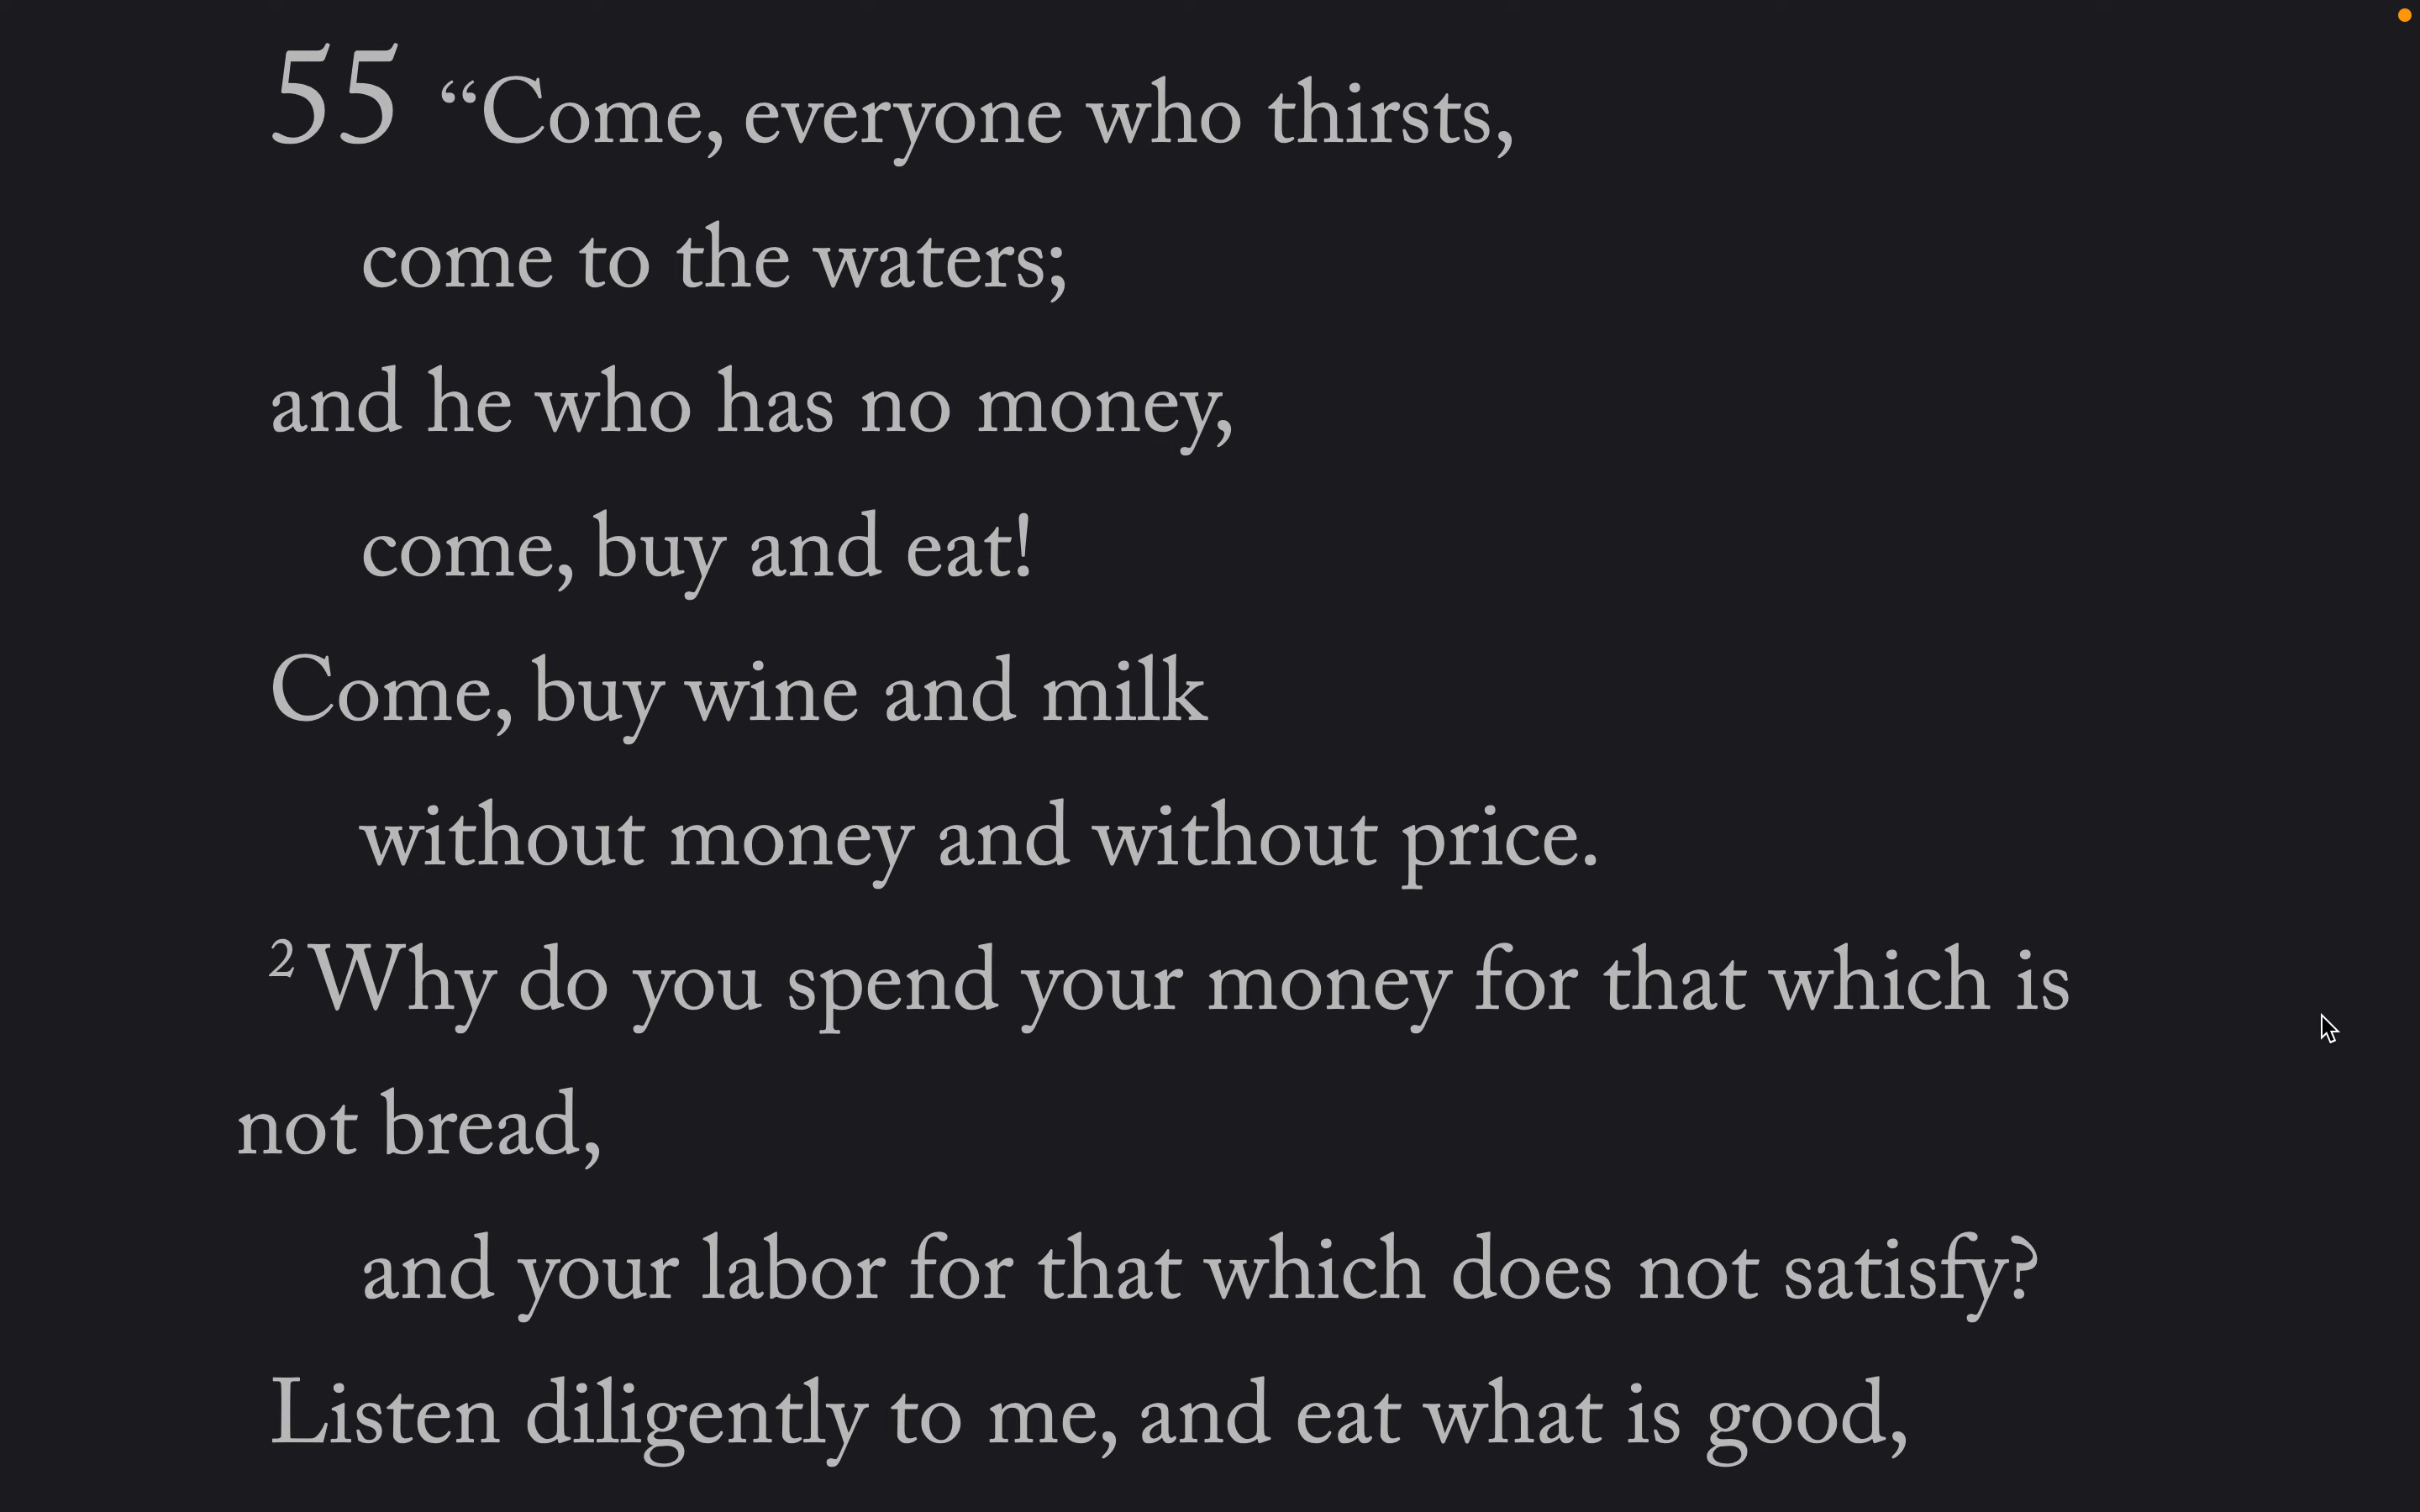 55 “Come, everyone who thirsts,
come to the waters;
and he who has no money,
come, buy and eat!
Come, buy wine and milk
without money and without price.
2 Why do you spend your money for that which is
not bread,
and your labor for that which does not satisfy?
Listen diligently to me, and eat what is good,